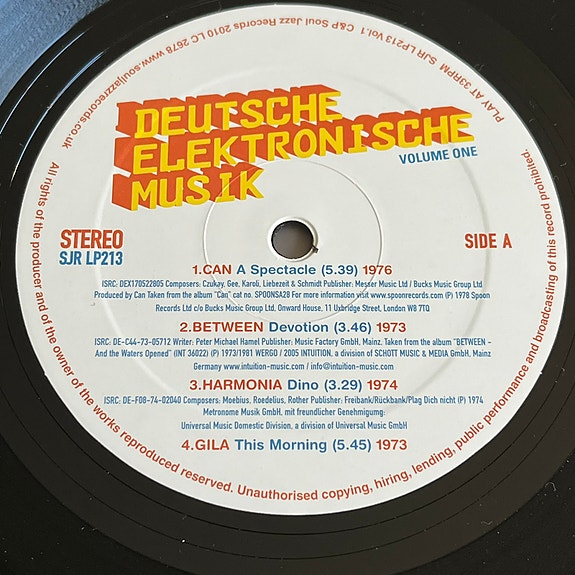 DEUTSCHE
ELEKTRONISCHE
MUSIK
VOLUME ONE
STEREO
SJR LP213
SIDE A
1.CAN A Spectacle (5.39) 1976
ISRC: DEX170522805 Composers: Czukay, Gee, Karoli, Liebezeit & Schmidt Publisher: Messer Music Ltd / Bucks Music Group Ltd
Produced by Can Taken from the album "Can" cat no. SPOONSA28 For more information visit www.spoonrecords.com (P) 1978 Spoon
Records Ltd c/o Bucks Music Group Ltd, Onward House, 11 Uxbridge Street, London W8 7TQ
2.BETWEEN Devotion (3.46) 1973
ISRC: DE-C44-73-05712 Writer: Peter Michael Hamel Publisher: Music Factory GmbH, Mainz. Taken from the album "BETWEEN -
And the Waters Opened" (INT 36022) (P) 1973/1981 WERGO / 2005 INTUITION, a division of SCHOTT MUSIC & MEDIA GmbH, Mainz
Germany www.intuition-music.com / info@intuition-music.com
3.HARMONIA Dino (3.29) 1974
ISRC: DE-F08-74-02040 Composers: Moebius, Roedelius, Rother Publisher: Freibank/Rückbank/Plag Dich nicht (P) 1974
Metronome Musik GmbH, mit freundlicher Genehmigung:
Universal Music Domestic Division, a division of Universal Music GmbH
4.GILA This Morning (5.45) 1973
All rights of the producer and of the owner of the works reproduced reserved. Unauthorised copying, hiring, lending, public performance and broadcasting of this record prohibited.
PLAY AT 33RPM SJR LP213 Vol.1 C&P Soul Jazz Records 2010 LC 2678 www.souljazzrecords.co.uk